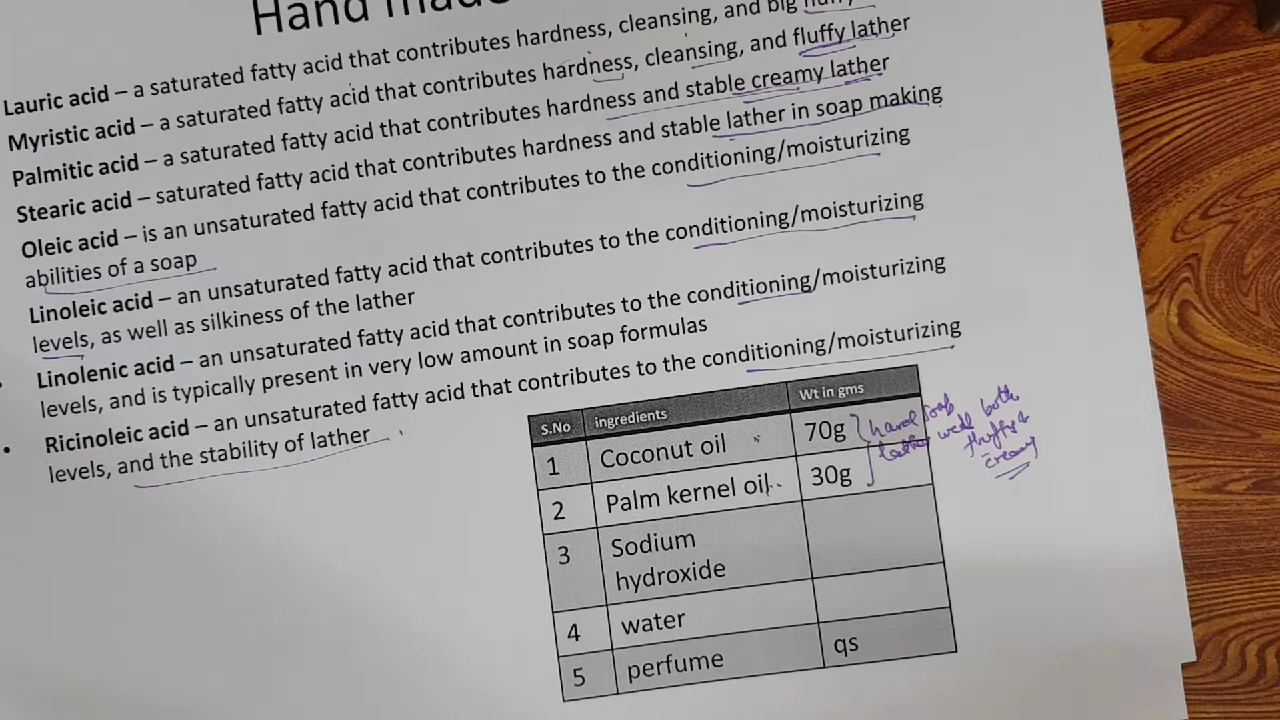 Hand made
Lauric acid – a saturated fatty acid that contributes hardness, cleansing, and big
Myristic acid – a saturated fatty acid that contributes hardness, cleansing, and fluffy lather
Palmitic acid – a saturated fatty acid that contributes hardness and stable creamy lather
Stearic acid – saturated fatty acid that contributes hardness and stable lather in soap making
Oleic acid – is an unsaturated fatty acid that contributes to the conditioning/moisturizing
abilities of a soap
Linoleic acid – an unsaturated fatty acid that contributes to the conditioning/moisturizing
levels, as well as silkiness of the lather
Linolenic acid – an unsaturated fatty acid that contributes to the conditioning/moisturizing
levels, and is typically present in very low amount in soap formulas
• Ricinoleic acid – an unsaturated fatty acid that contributes to the conditioning/moisturizing
levels, and the stability of lather
S.No ingredients Wt in gms
1 Coconut oil 70g
2 Palm kernel oil 30g
3 Sodium
hydroxide
4 water
5 perfume qs
hard soap
lather well both
fluffy &
creamy